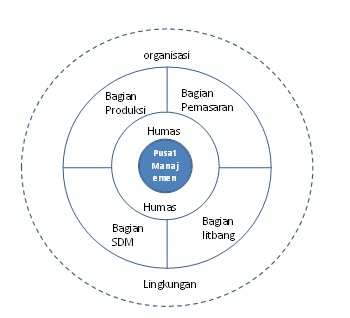 organisasi
Bagian
Produksi
Bagian
Pemasaran
Humas
Pusat
Manaj
emen
Humas
Bagian
SDM
Bagian
litbang
Lingkungan